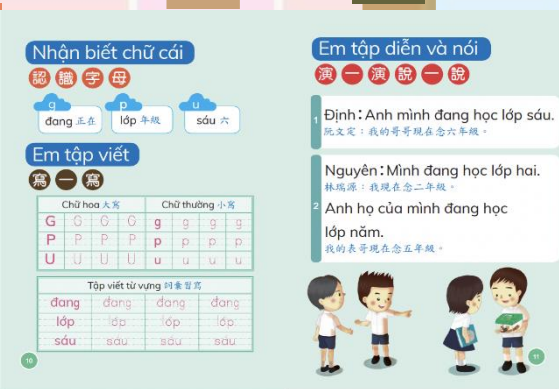 Nhận biết chữ cái
認識字母
g
đang 正在
p
lớp 年級
u
sáu 六
Em tập viết
寫一寫
Chữ hoa 大寫
Chữ thường 小寫
G G G G g g g g
P P P P p p p p
U U U U u u u u
Tập viết từ vựng 詞彙習寫
đang đang đang đang
lớp lớp lớp lớp
sáu sáu sáu sáu
10
Em tập diễn và nói
演一演說一說
1
Định：Anh mình đang học lớp sáu.
阮文定：我的哥哥現在念六年級。
2
Nguyên：Mình đang học lớp hai.
林瑞源：我現在念二年級。
Anh họ của mình đang học
lớp năm.
我的表哥現在念五年級。
11